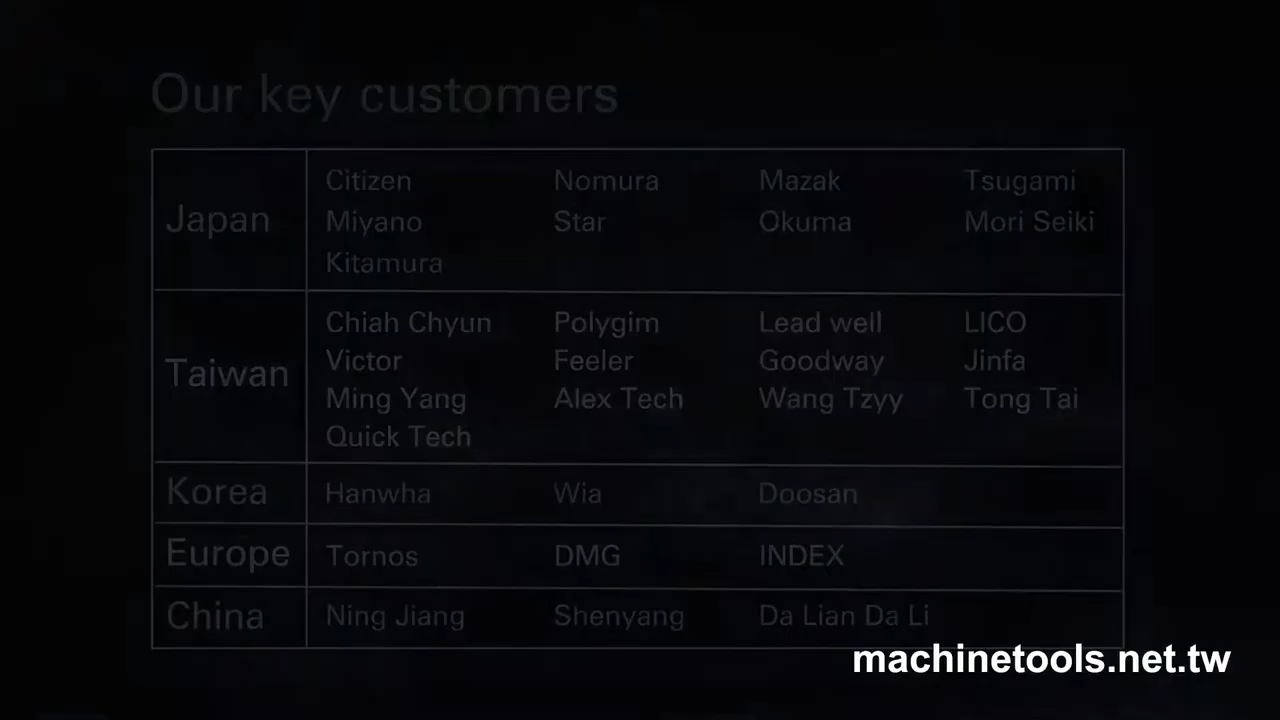 Our key customers
Japan
Citizen Nomura Mazak Tsugami
Miyano Star Okuma Mori Seiki
Kitamura
Taiwan
Chiah Chyun Polygim Lead well LICO
Victor Feeler Goodway Jinfa
Ming Yang Alex Tech Wang Tzyy Tong Tai
Quick Tech
Korea Hanwha Wia Doosan
Europe Tornos DMG INDEX
China Ning Jiang Shenyang Da Lian Da Li
machinetools.net.tw